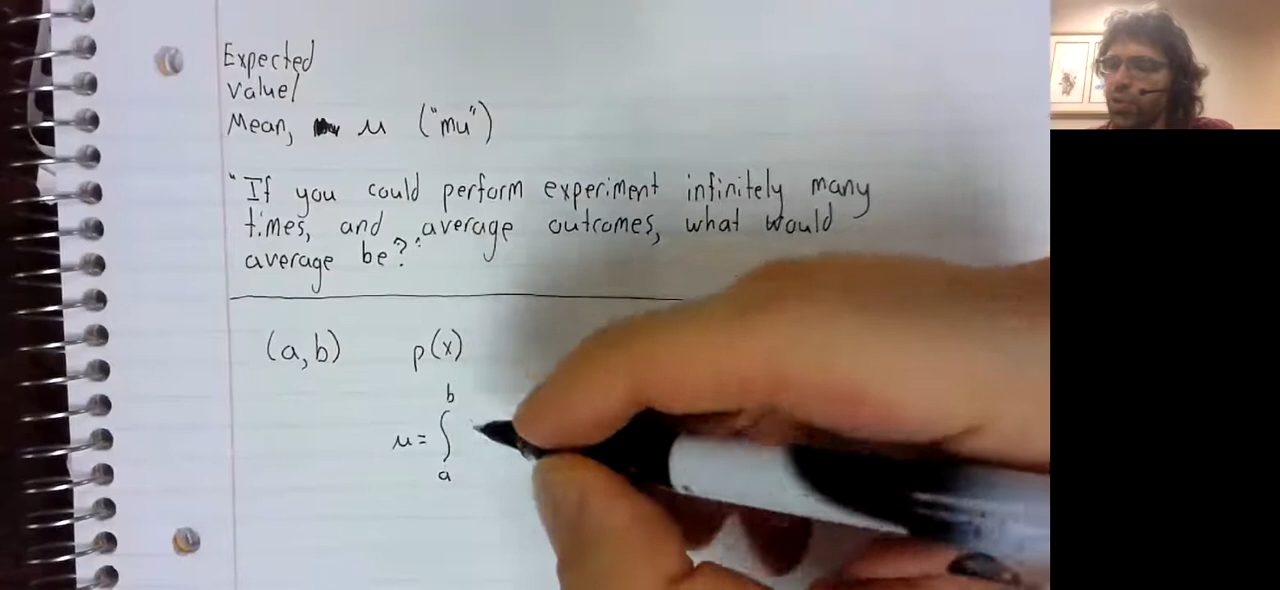 Expected
Value/
Mean, μ ("mu")
"If you could perform experiment infinitely many
times, and average outcomes, what would
average be?"
(a,b) p(x)
μ = ∫_a^b